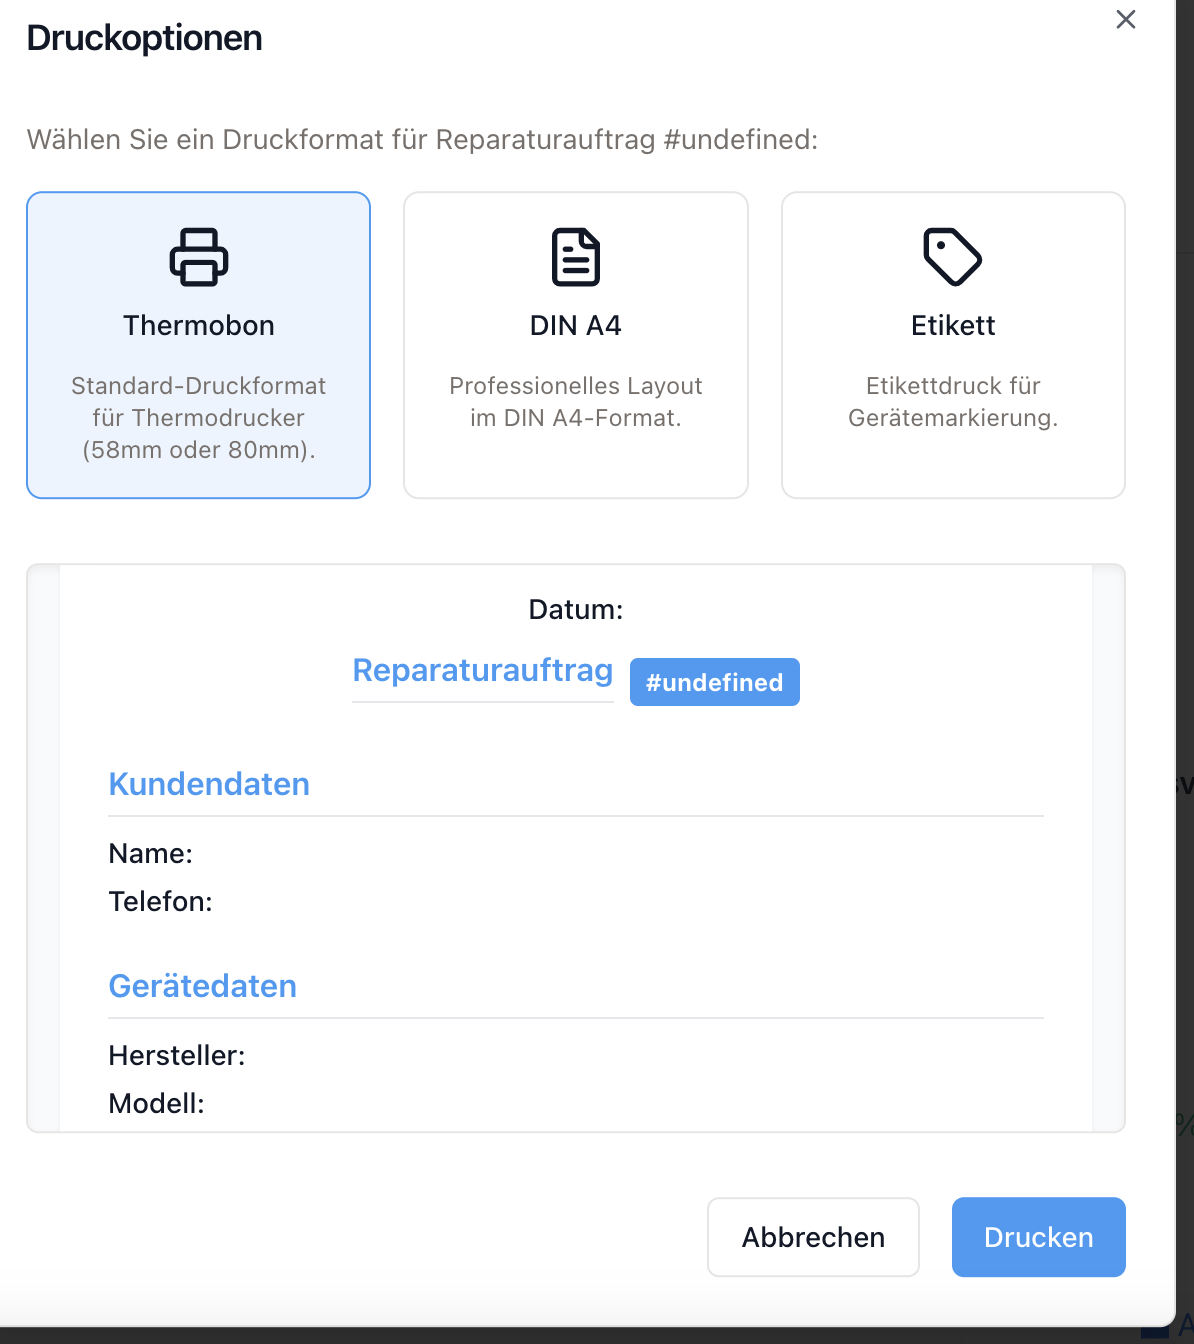 Druckoptionen
Wählen Sie ein Druckformat für Reparaturauftrag #undefined:
Thermobon
Standard-Druckformat
für Thermodrucker
(58mm oder 80mm).
DIN A4
Professionelles Layout
im DIN A4-Format.
Etikett
Etikettdruck für
Gerätemarkierung.
Datum:
Reparaturauftrag #undefined
Kundendaten
Name:
Telefon:
Gerätedaten
Hersteller:
Modell:
Abbrechen
Drucken